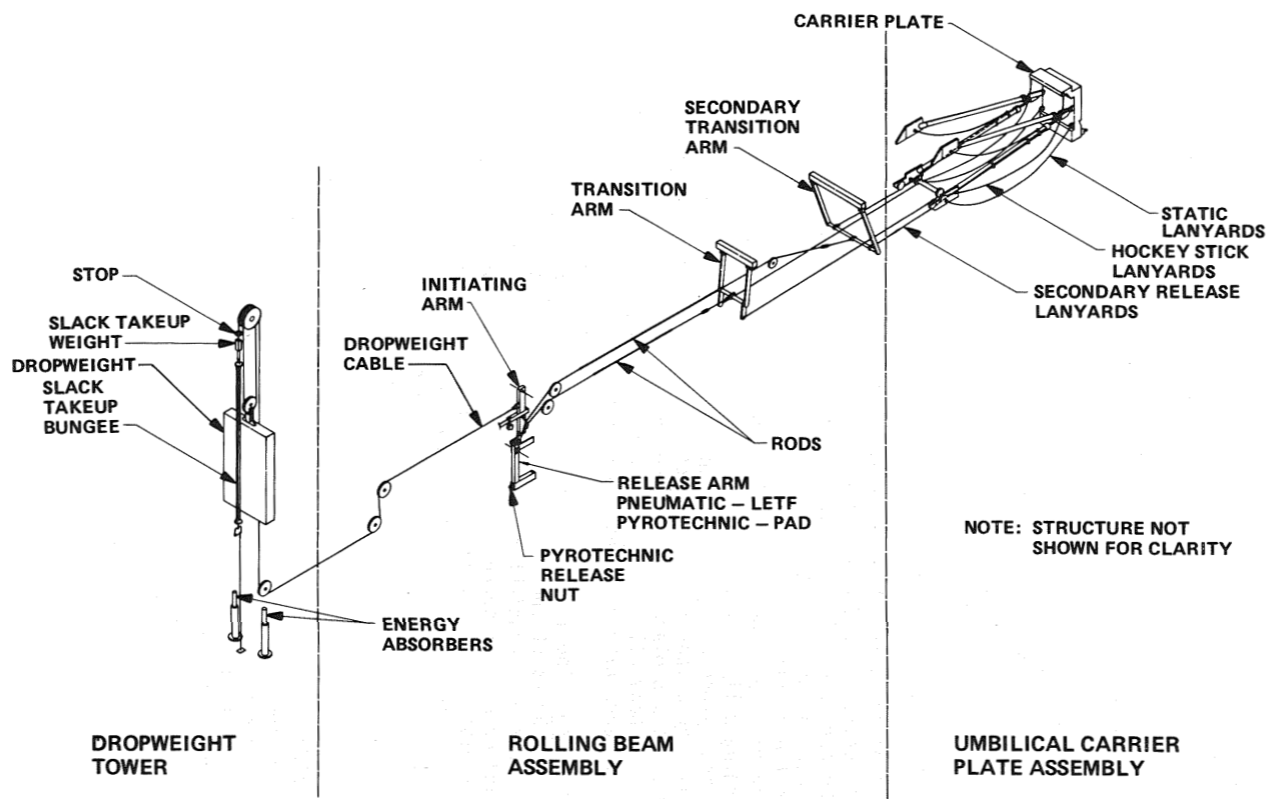 CARRIER PLATE
SECONDARY
TRANSITION
ARM
TRANSITION
ARM
STATIC
LANYARDS
HOCKEY STICK
LANYARDS
SECONDARY RELEASE
LANYARDS
STOP
SLACK TAKEUP
WEIGHT
DROPWEIGHT
SLACK
TAKEUP
BUNGEE
INITIATING
ARM
DROPWEIGHT
CABLE
RODS
RELEASE ARM
PNEUMATIC – LETF
PYROTECHNIC – PAD
PYROTECHNIC
RELEASE
NUT
ENERGY
ABSORBERS
NOTE: STRUCTURE NOT
SHOWN FOR CLARITY
DROPWEIGHT
TOWER
ROLLING BEAM
ASSEMBLY
UMBILICAL CARRIER
PLATE ASSEMBLY